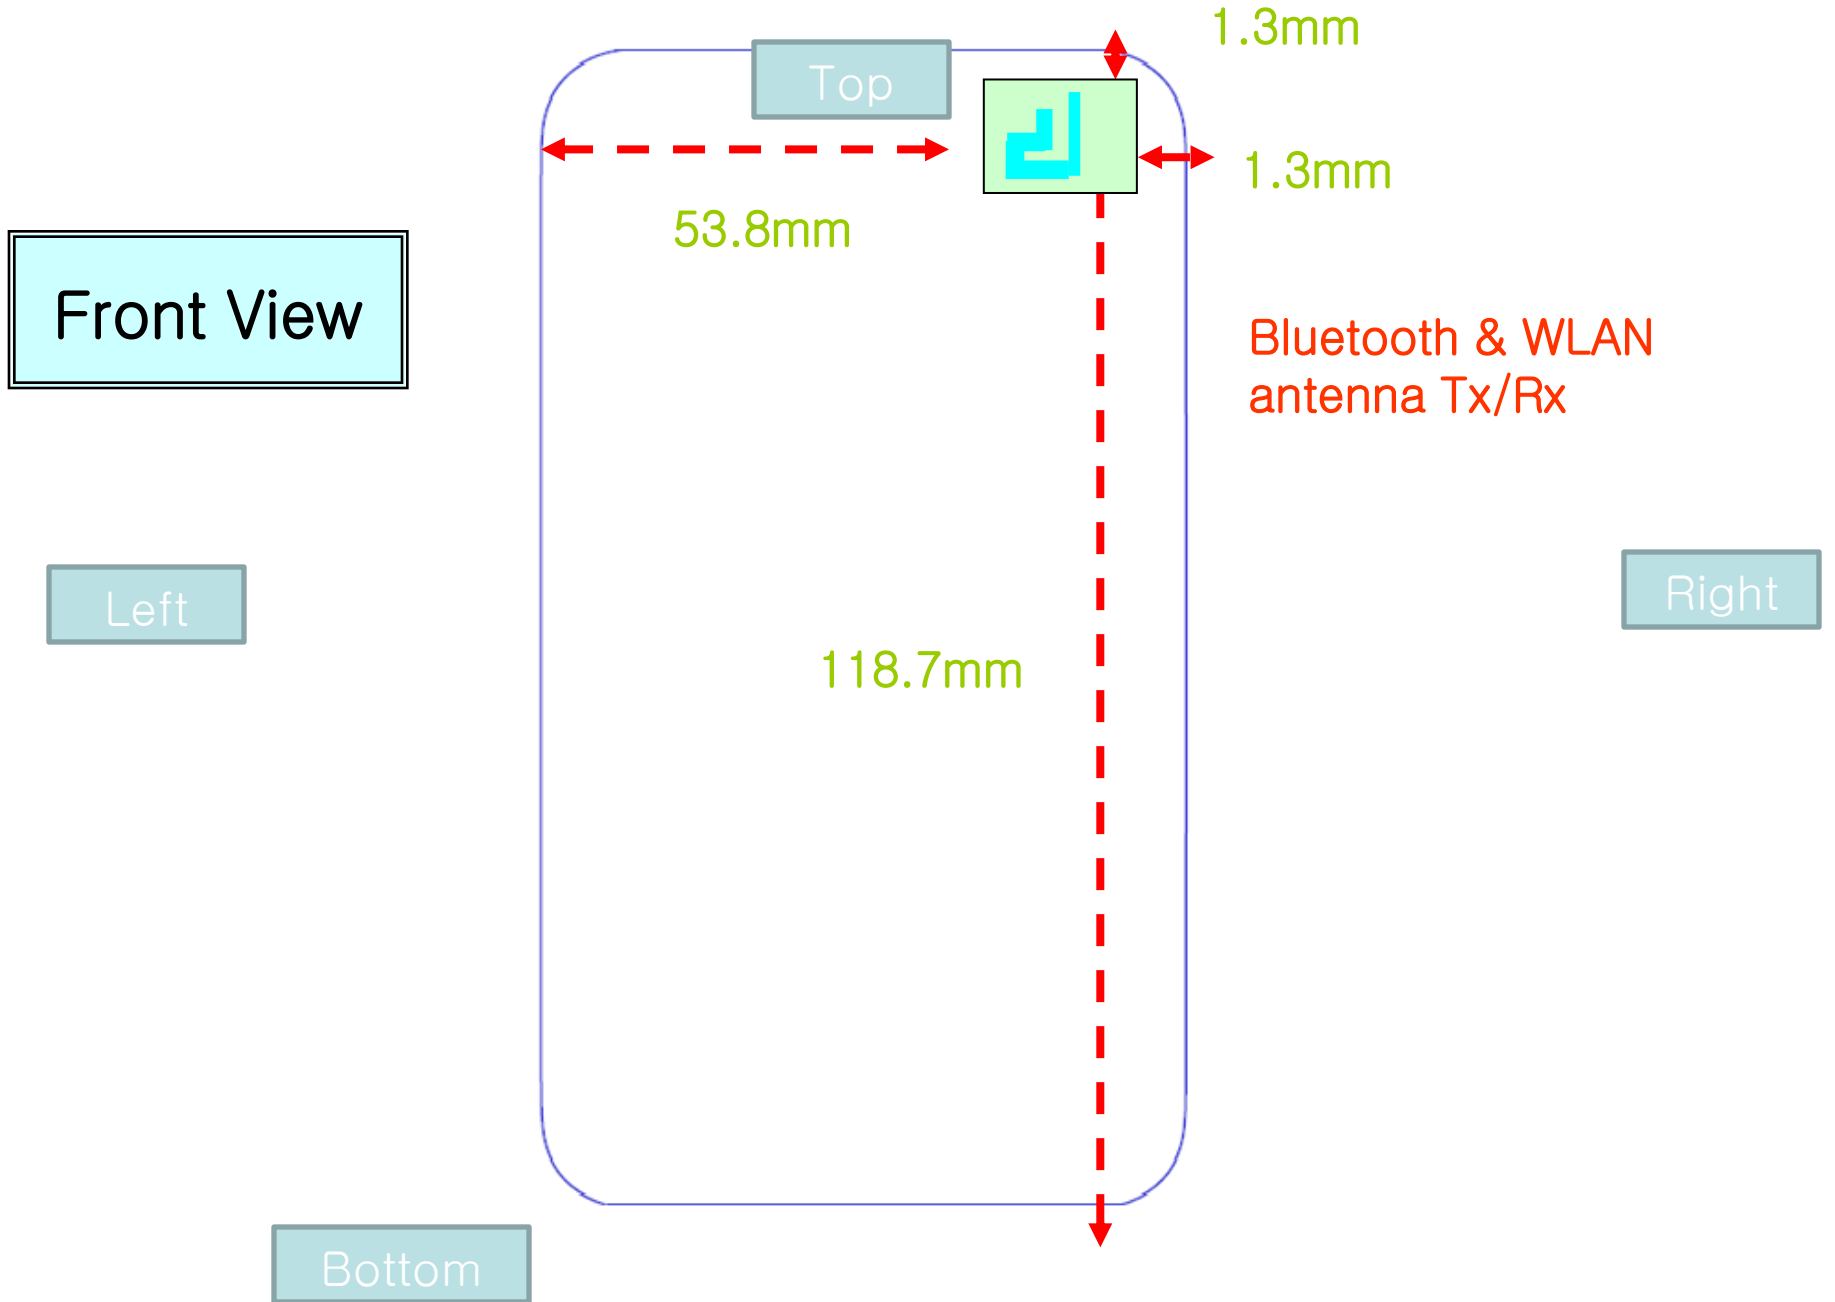 1.3mm
Top
1.3mm
53.8mm
Front View
Bluetooth & WLAN
antenna Tx/Rx
Left
Right
118.7mm
Bottom